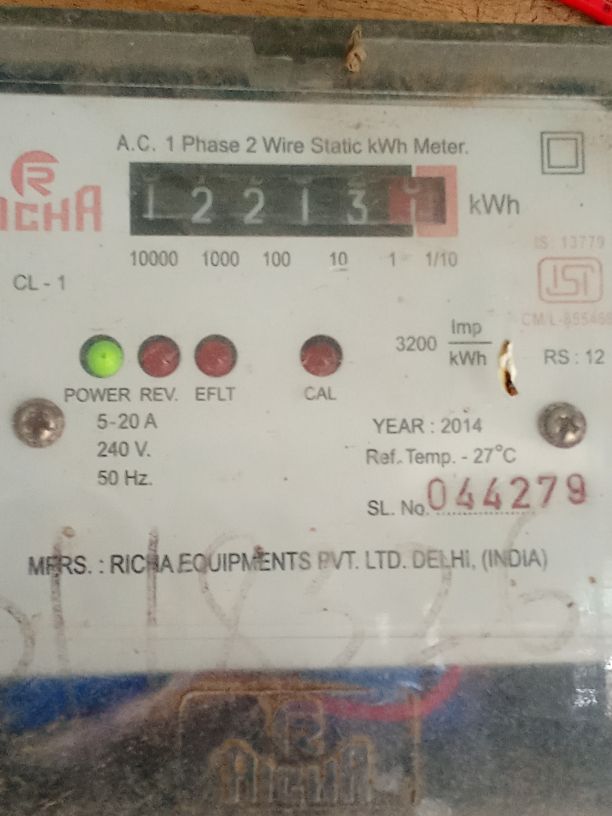 A.C. 1 Phase 2 Wire Static kWh Meter.
R
RICHA
122131 kWh
10000 1000 100 10 1 1/10
IS: 13779
ISI
CL - 1
3200 Imp
kWh
RS : 12
POWER REV. EFLT CAL
5-20 A
240 V.
50 Hz.
YEAR : 2014
Ref. Temp. - 27°C
SL. No. 044279
MFRS. : RICHA EQUIPMENTS PVT. LTD. DELHI, (INDIA)
R
RICHA